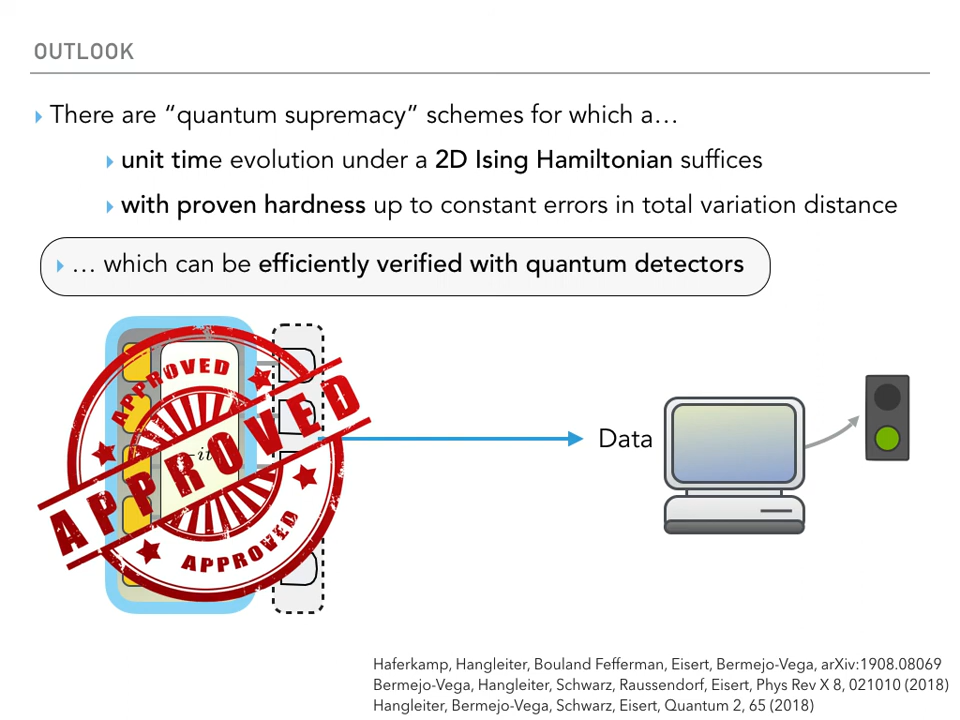 OUTLOOK
There are “quantum supremacy” schemes for which a…
unit time evolution under a 2D Ising Hamiltonian suffices
with proven hardness up to constant errors in total variation distance
… which can be efficiently verified with quantum detectors
APPROVED
APPROVED
APPROVED
Data
Haferkamp, Hangleiter, Bouland Fefferman, Eisert, Bermejo-Vega, arXiv:1908.08069
Bermejo-Vega, Hangleiter, Schwarz, Raussendorf, Eisert, Phys Rev X 8, 021010 (2018)
Hangleiter, Bermejo-Vega, Schwarz, Eisert, Quantum 2, 65 (2018)